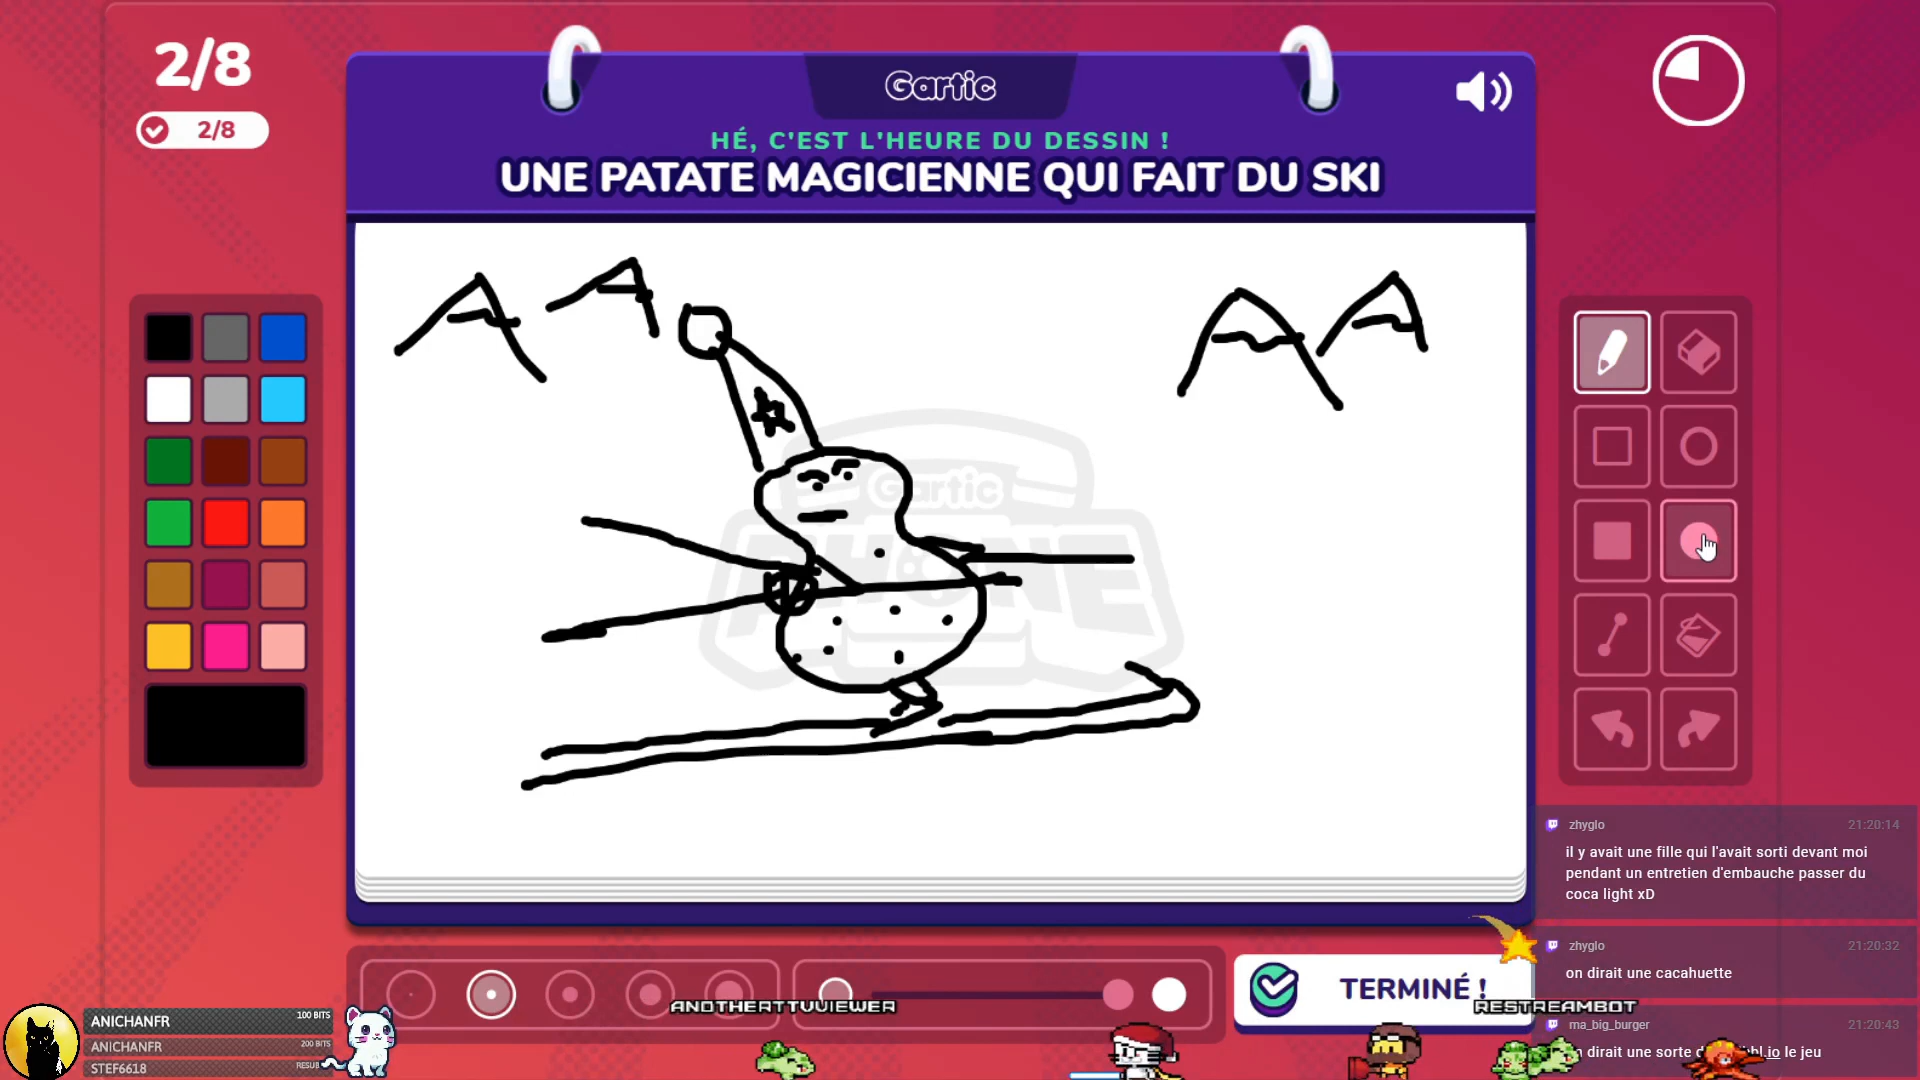 2/8
2/8
Gartic
HÉ, C'EST L'HEURE DU DESSIN !
UNE PATATE MAGICIENNE QUI FAIT DU SKI
Gartic
PHONE
zhyglo 21:20:14
il y avait une fille qui l'avait sorti devant moi
pendant un entretien d'embauche passer du
coca light xD
zhyglo 21:20:32
on dirait une cacahuette
TERMINÉ !
ANOTHERTTVVIEWER
RESTREAMBOT
ma_big_burger 21:20:43
dirait une sorte le jeu
ANICHANFR 100 BITS
ANICHANFR 200 BITS
STEF6618